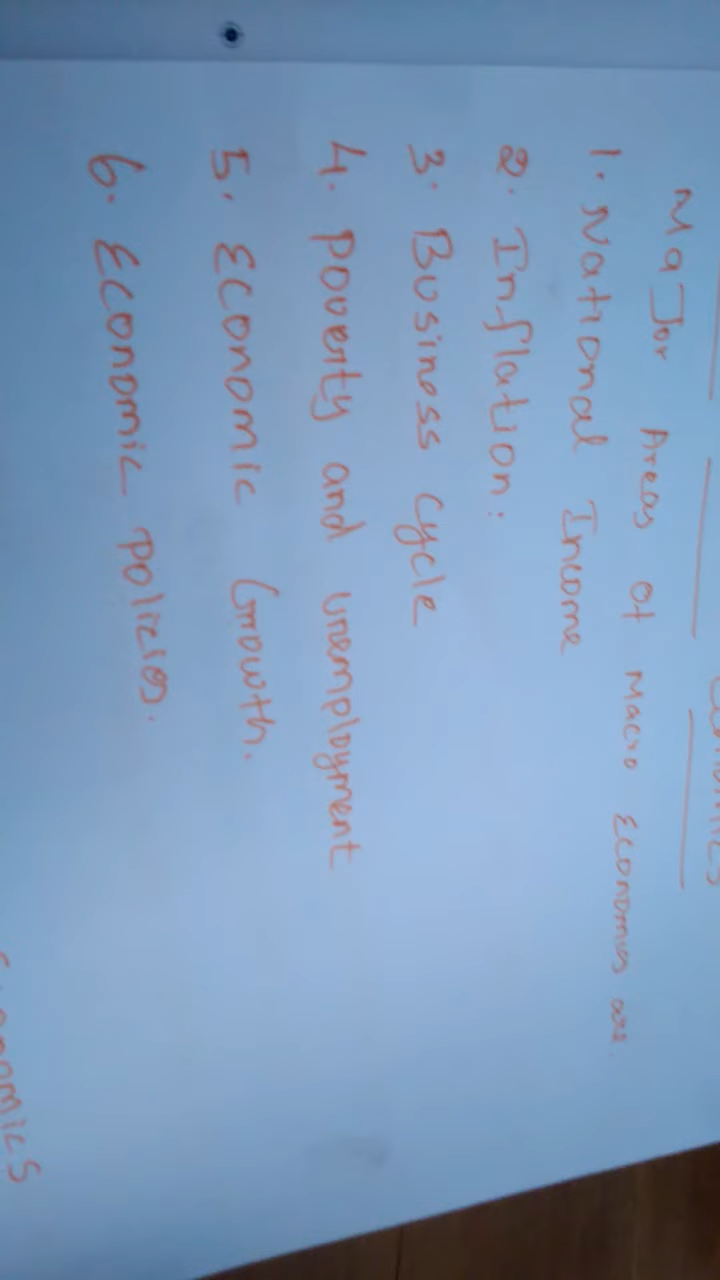 Major Areas of Macro Economics are.
1. National Income
2. Inflation:
3. Business cycle
4. Poverty and unemployment
5. Economic Growth.
6. Economic policies.